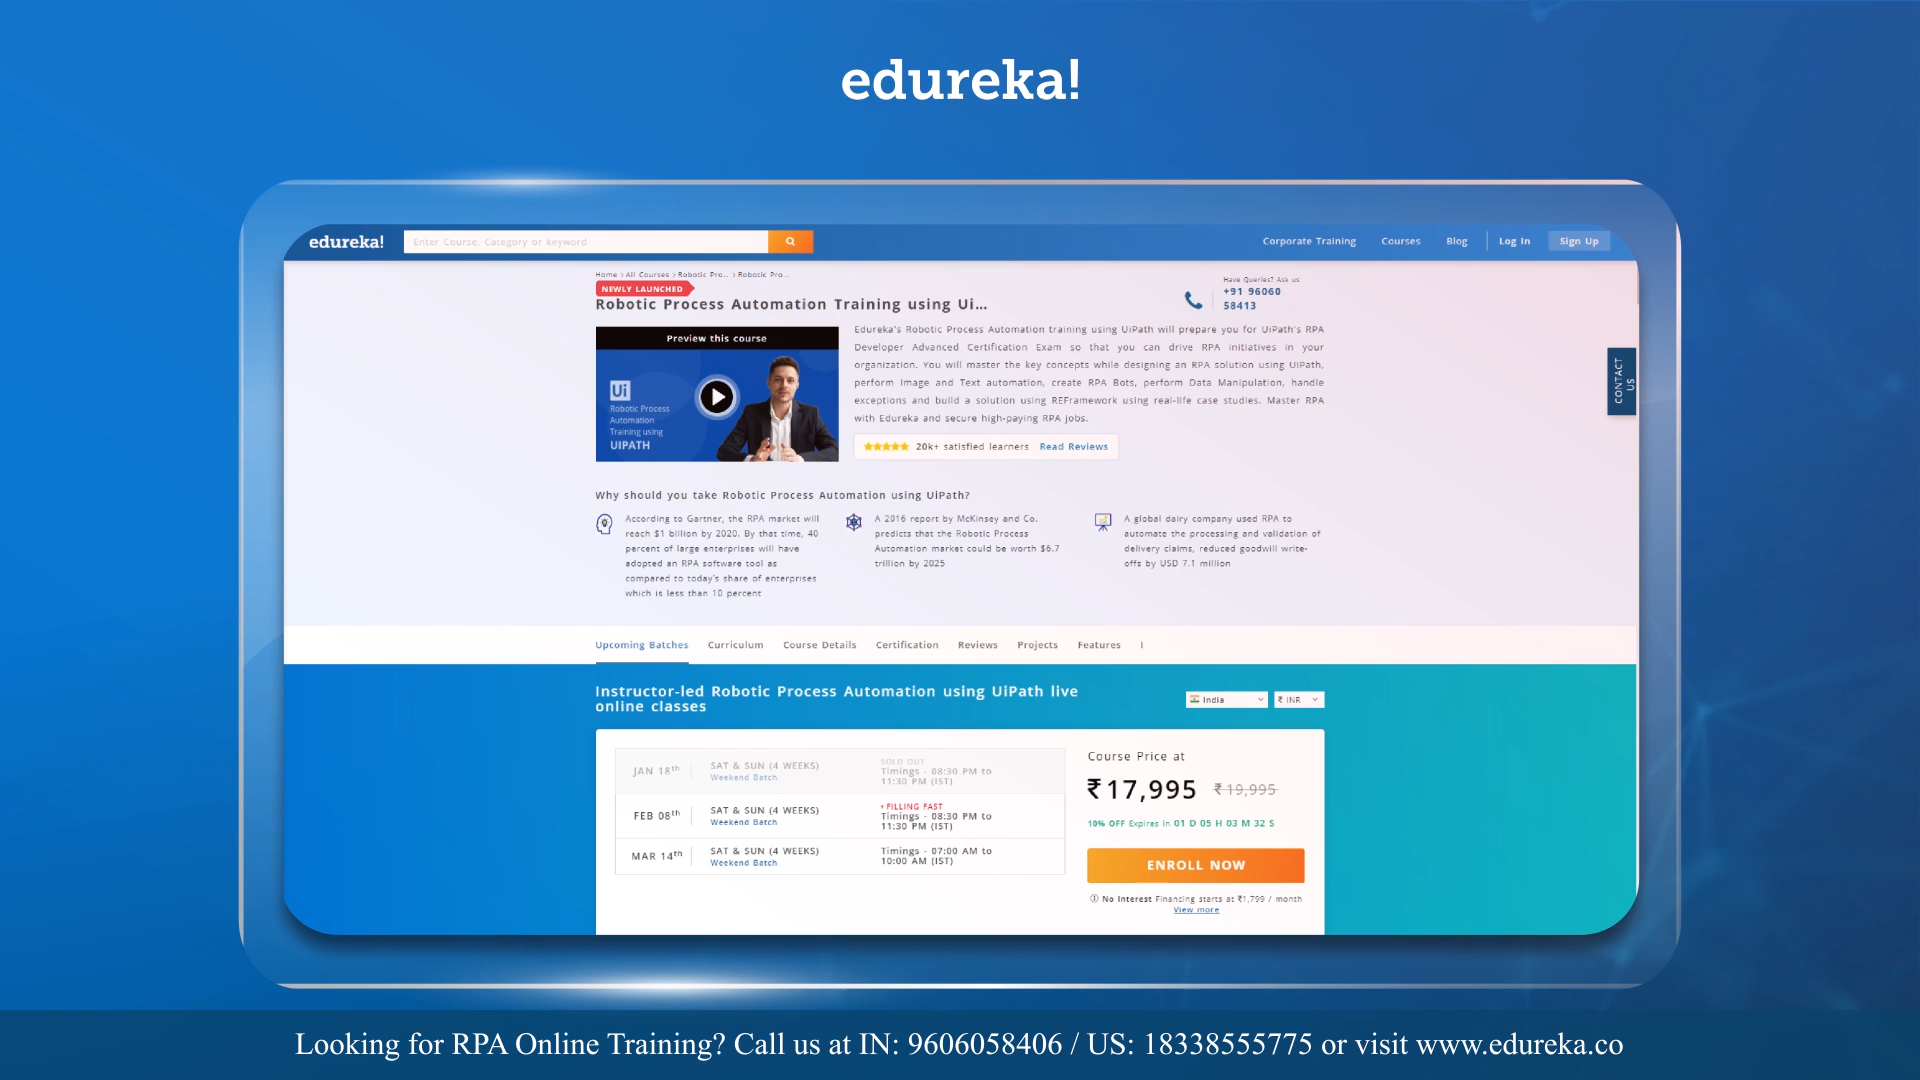 edureka!
edureka!
Enter Course, Category or keyword
Corporate Training
Courses
Blog
Log In
Sign Up
Home > All Courses > Robotic Pro... > Robotic Pro...
NEWLY LAUNCHED
Robotic Process Automation Training using Ui...
Have Queries? Ask us
+91 96060
58413
Preview this course
Ui
Robotic Process
Automation
Training using
UIPATH
Edureka's Robotic Process Automation training using UiPath will prepare you for UiPath's RPA
Developer Advanced Certification Exam so that you can drive RPA initiatives in your
organization. You will master the key concepts while designing an RPA solution using UiPath,
perform Image and Text automation, create RPA Bots, perform Data Manipulation, handle
exceptions and build a solution using REFramework using real-life case studies. Master RPA
with Edureka and secure high-paying RPA jobs.
20k+ satisfied learners Read Reviews
CONTACT
US
Why should you take Robotic Process Automation using UiPath?
According to Gartner, the RPA market will
reach $1 billion by 2020. By that time, 40
percent of large enterprises will have
adopted an RPA software tool as
compared to today's share of enterprises
which is less than 10 percent
A 2016 report by McKinsey and Co.
predicts that the Robotic Process
Automation market could be worth $6.7
trillion by 2025
A global dairy company used RPA to
automate the processing and validation of
delivery claims, reduced goodwill write-
offs by USD 7.1 million
Upcoming Batches
Curriculum
Course Details
Certification
Reviews
Projects
Features
Instructor-led Robotic Process Automation using UiPath live
online classes
India
₹ INR
JAN 18th
SAT & SUN (4 WEEKS)
Weekend Batch
SOLD OUT
Timings - 08:30 PM to
11:30 PM (IST)
FEB 08th
SAT & SUN (4 WEEKS)
Weekend Batch
FILLING FAST
Timings - 08:30 PM to
11:30 PM (IST)
MAR 14th
SAT & SUN (4 WEEKS)
Weekend Batch
Timings - 07:00 AM to
10:00 AM (IST)
Course Price at
₹17,995 ₹19,995
10% OFF Expires in 01 D 05 H 03 M 32 S
ENROLL NOW
No Interest Financing starts at ₹1,799 / month
View more
Looking for RPA Online Training? Call us at IN: 9606058406 / US: 18338555775 or visit www.edureka.co